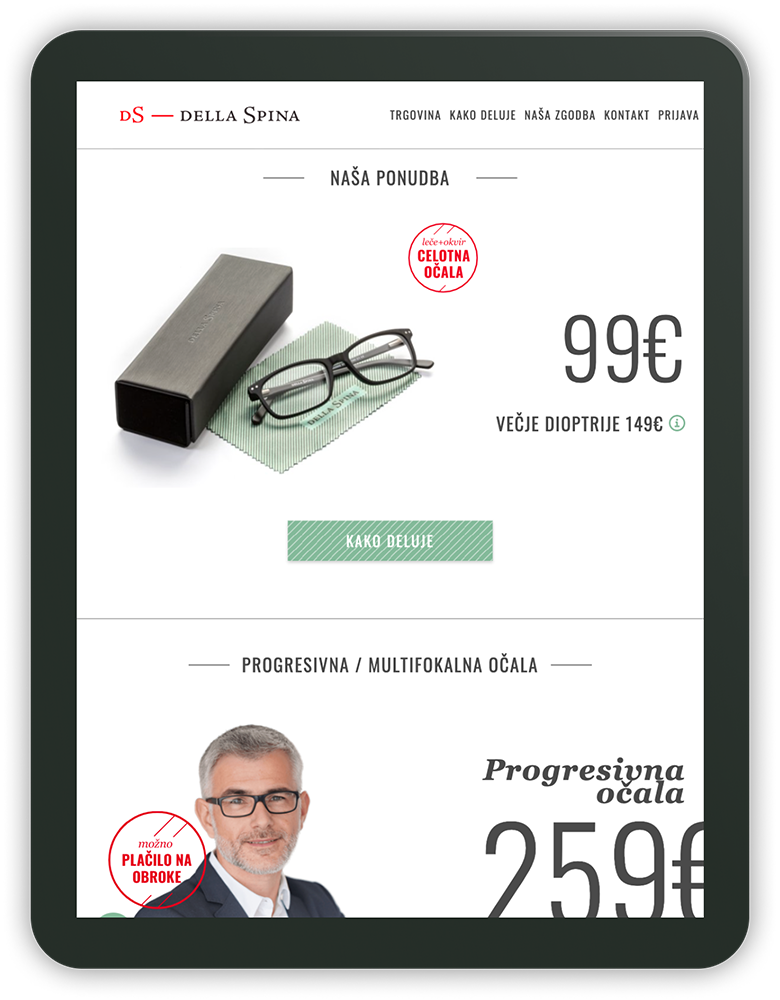 DS — DELLA SPINA
TRGOVINA KAKO DELUJE NAŠA ZGODBA KONTAKT PRIJAVA
NAŠA PONUDBA
leče+okvir
CELOTNA
OČALA
DELLA SPINA
DELLA SPINA
99€
VEČJE DIOPTRIJE 149€
KAKO DELUJE
PROGRESIVNA / MULTIFOKALNA OČALA
Progresivna
očala
259€
možno
PLAČILO NA
OBROKE